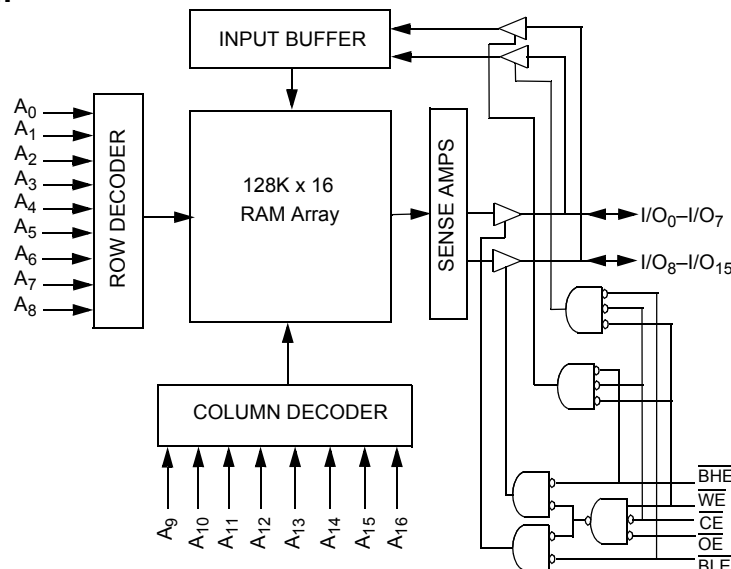 INPUT BUFFER
A0
A1
A2
A3
A4
A5
A6
A7
A8
ROW DECODER
128K x 16
RAM Array
SENSE AMPS
I/O0–I/O7
I/O8–I/O15
COLUMN DECODER
A9
A10
A11
A12
A13
A14
A15
A16
BHE
WE
CE
OE
BLE